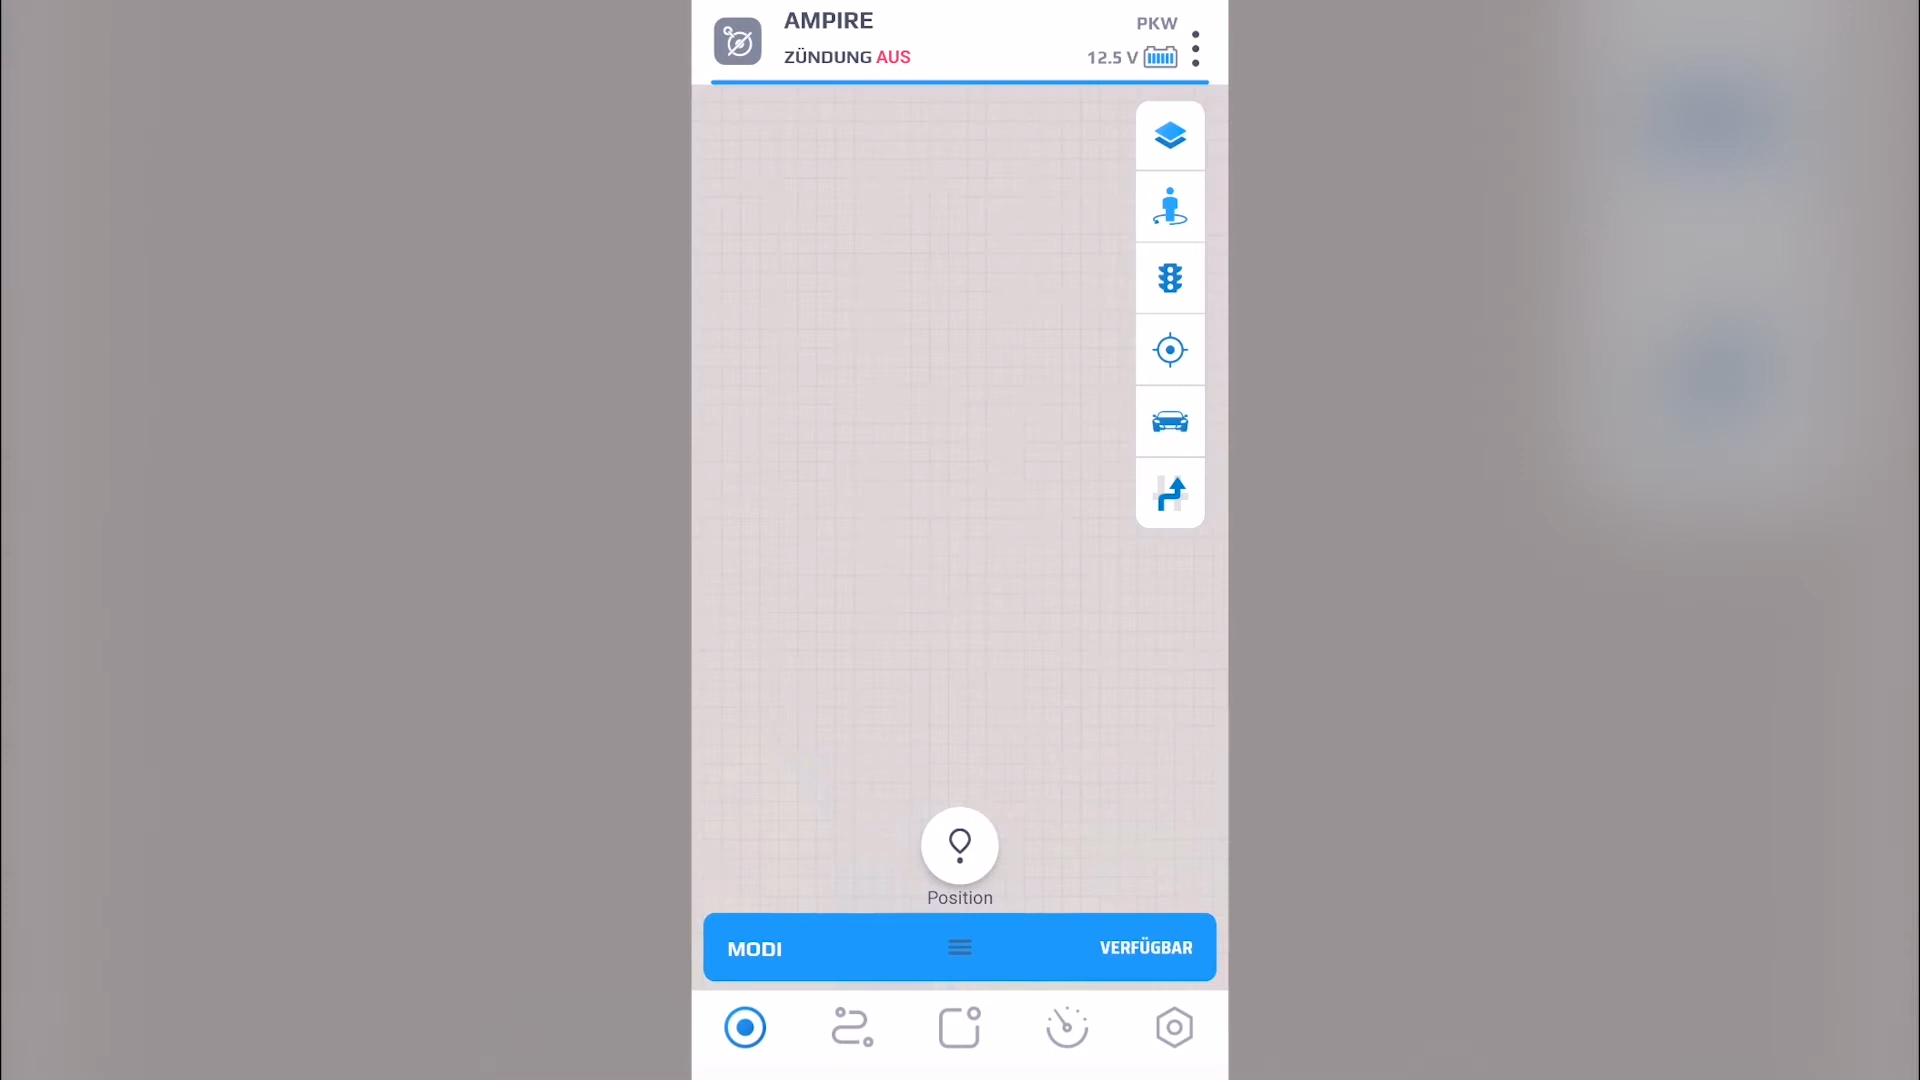 AMPIRE
PKW
ZÜNDUNG AUS
12.5 V
Position
MODI
VERFÜGBAR